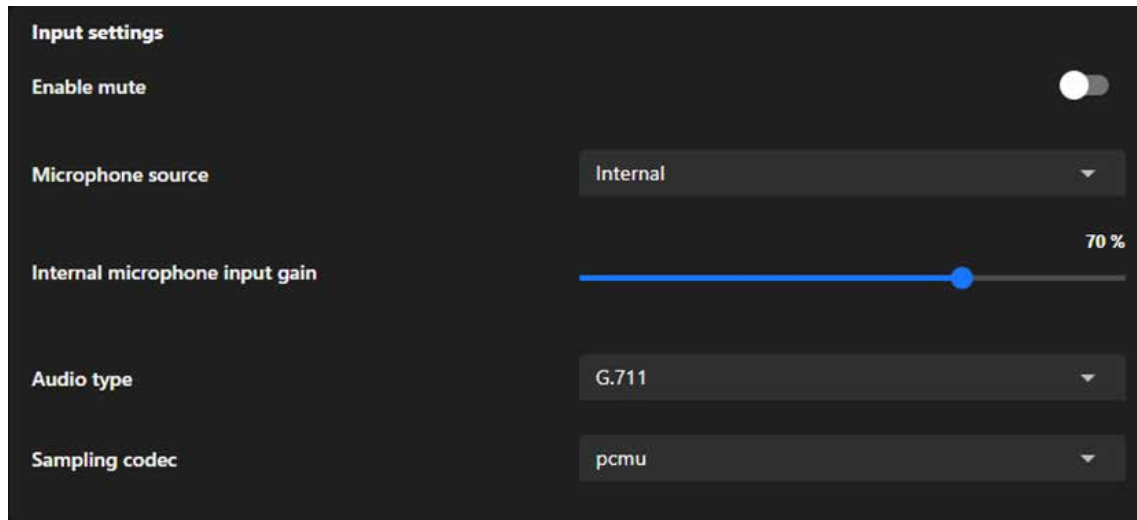 Input settings
Enable mute
Microphone source
Internal
70 %
Internal microphone input gain
Audio type
G.711
Sampling codec
pcmu